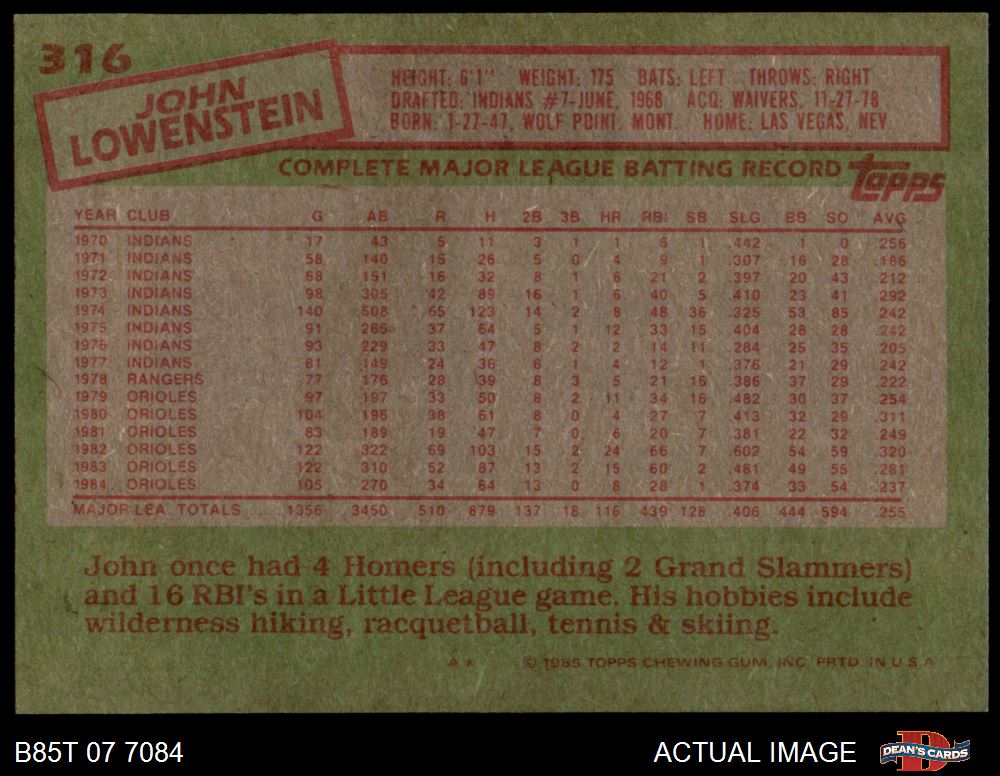 316
JOHN
LOWENSTEIN
HEIGHT: 6'1" WEIGHT: 175 BATS: LEFT THROWS: RIGHT
DRAFTED: INDIANS #7-JUNE, 1968 ACQ: WAIVERS, 11-27-78
BORN: 1-27-47, WOLF POINT, MONT. HOME: LAS VEGAS, NEV.
COMPLETE MAJOR LEAGUE BATTING RECORD topps
YEAR CLUB G AB R H 2B 3B HR RBI SB SLG BB SO AVG
1970 INDIANS 17 43 5 11 3 1 1 6 1 .442 1 0 .256
1971 INDIANS 58 140 15 26 5 0 4 9 1 .307 16 28 .186
1972 INDIANS 68 151 16 32 8 1 6 21 2 .397 20 43 .212
1973 INDIANS 98 305 42 89 16 1 6 40 5 .410 23 41 .292
1974 INDIANS 140 508 65 123 14 2 8 48 36 .325 53 85 .242
1975 INDIANS 91 265 37 64 5 1 12 33 15 .404 28 28 .242
1976 INDIANS 93 229 33 47 8 2 2 14 11 .284 25 35 .205
1977 INDIANS 81 149 24 36 6 1 4 12 1 .376 21 29 .242
1978 RANGERS 77 176 28 39 8 3 5 21 16 .386 37 29 .222
1979 ORIOLES 97 197 33 50 8 2 11 34 16 .482 30 37 .254
1980 ORIOLES 104 196 38 61 8 0 4 27 7 .413 32 29 .311
1981 ORIOLES 83 189 19 47 7 0 6 20 7 .381 22 32 .249
1982 ORIOLES 122 322 69 103 15 2 24 66 7 .602 54 59 .320
1983 ORIOLES 122 310 52 87 13 2 15 60 2 .481 49 55 .281
1984 ORIOLES 105 270 34 64 13 0 8 28 1 .374 33 54 .237
MAJOR LEA. TOTALS 1356 3450 510 879 137 18 116 439 128 .406 444 594 .255
John once had 4 Homers (including 2 Grand Slammers)
and 16 RBI's in a Little League game. His hobbies include
wilderness hiking, racquetball, tennis & skiing.
A* © 1985 TOPPS CHEWING GUM, INC. PRTD. IN U.S.A.
B85T 07 7084 ACTUAL IMAGE D DEAN'S CARDS